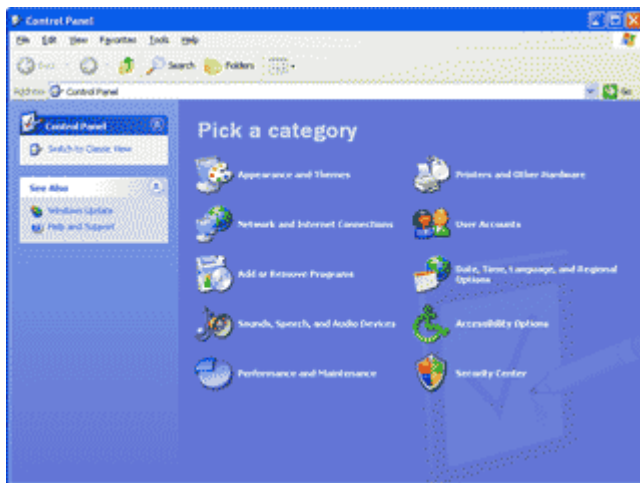 Control Panel
File Edit View Favorites Tools Help
Back Search Folders
Address Control Panel Go
Control Panel
Switch to Classic View
See Also
Windows Update
Help and Support
Pick a category
Appearance and Themes
Printers and Other Hardware
Network and Internet Connections
User Accounts
Add or Remove Programs
Date, Time, Language, and Regional
Options
Sounds, Speech, and Audio Devices
Accessibility Options
Performance and Maintenance
Security Center